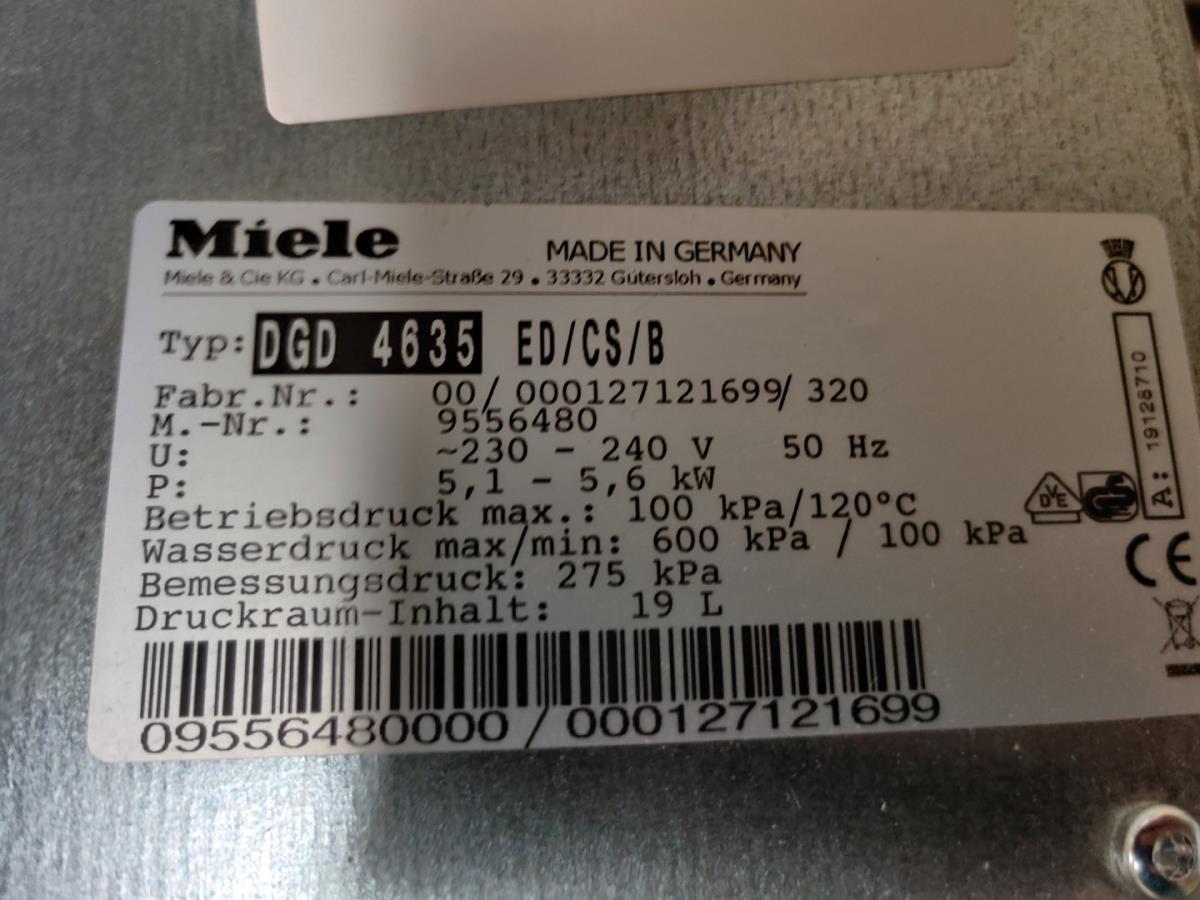 Miele
MADE IN GERMANY
Miele & Cie KG • Carl-Miele-Straße 29 • 33332 Gütersloh • Germany
Typ: DGD 4635 ED/CS/B
Fabr.Nr.: 00/ 000127121699/ 320
M.-Nr.: 9556480
U: ~230 - 240 V 50 Hz
P: 5,1 - 5,6 kW
Betriebsdruck max.: 100 kPa/120°C
Wasserdruck max/min: 600 kPa / 100 kPa
Bemessungsdruck: 275 kPa
Druckraum-Inhalt: 19 L
09556480000 / 000127121699
A: 19128710
DVE
CE